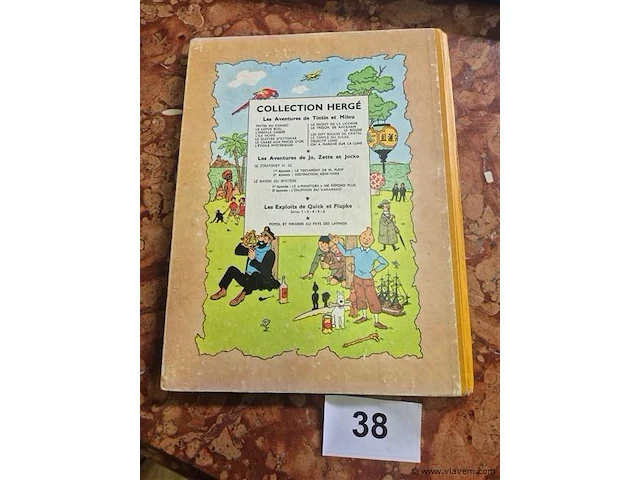 COLLECTION HERGÉ
Les Aventures de Tintin et Milou
TINTIN AU CONGO
LE LOTUS BLEU
L'OREILLE CASSÉE
L'ILE NOIRE
LE SCEPTRE D'OTTOKAR
LE CRABE AUX PINCES D'OR
L'ÉTOILE MYSTÉRIEUSE
LE SECRET DE LA LICORNE
LE TRÉSOR DE RACKHAM
LE ROUGE
LES SEPT BOULES DE CRISTAL
LE TEMPLE DU SOLEIL
OBJECTIF LUNE
ON A MARCHÉ SUR LA LUNE
Les Aventures de Jo, Zette et Jocko
LE STRATONEF H. 22
1er épisode : LE TESTAMENT DE M. PUMP
2e épisode : DESTINATION NEW-YORK
LE RAYON DU MYSTÈRE
1er épisode : LE « MANITOBA » NE RÉPOND PLUS
2e épisode : L'ÉRUPTION DU KARAMAKO
Les Exploits de Quick et Flupke
Séries 1 - 2 - 3 - 4 - 5 - 6
POPOL ET VIRGINIE AU PAYS DES LAPINOS
38
© www.viavem.com